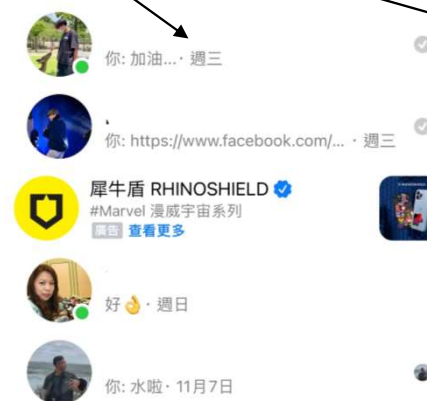 你: 加油...· 週三
你: https://www.facebook.com/... · 週三
犀牛盾 RHINOSHIELD
#Marvel 漫威宇宙系列
廣告 查看更多
好👌· 週日
你: 水啦· 11月7日